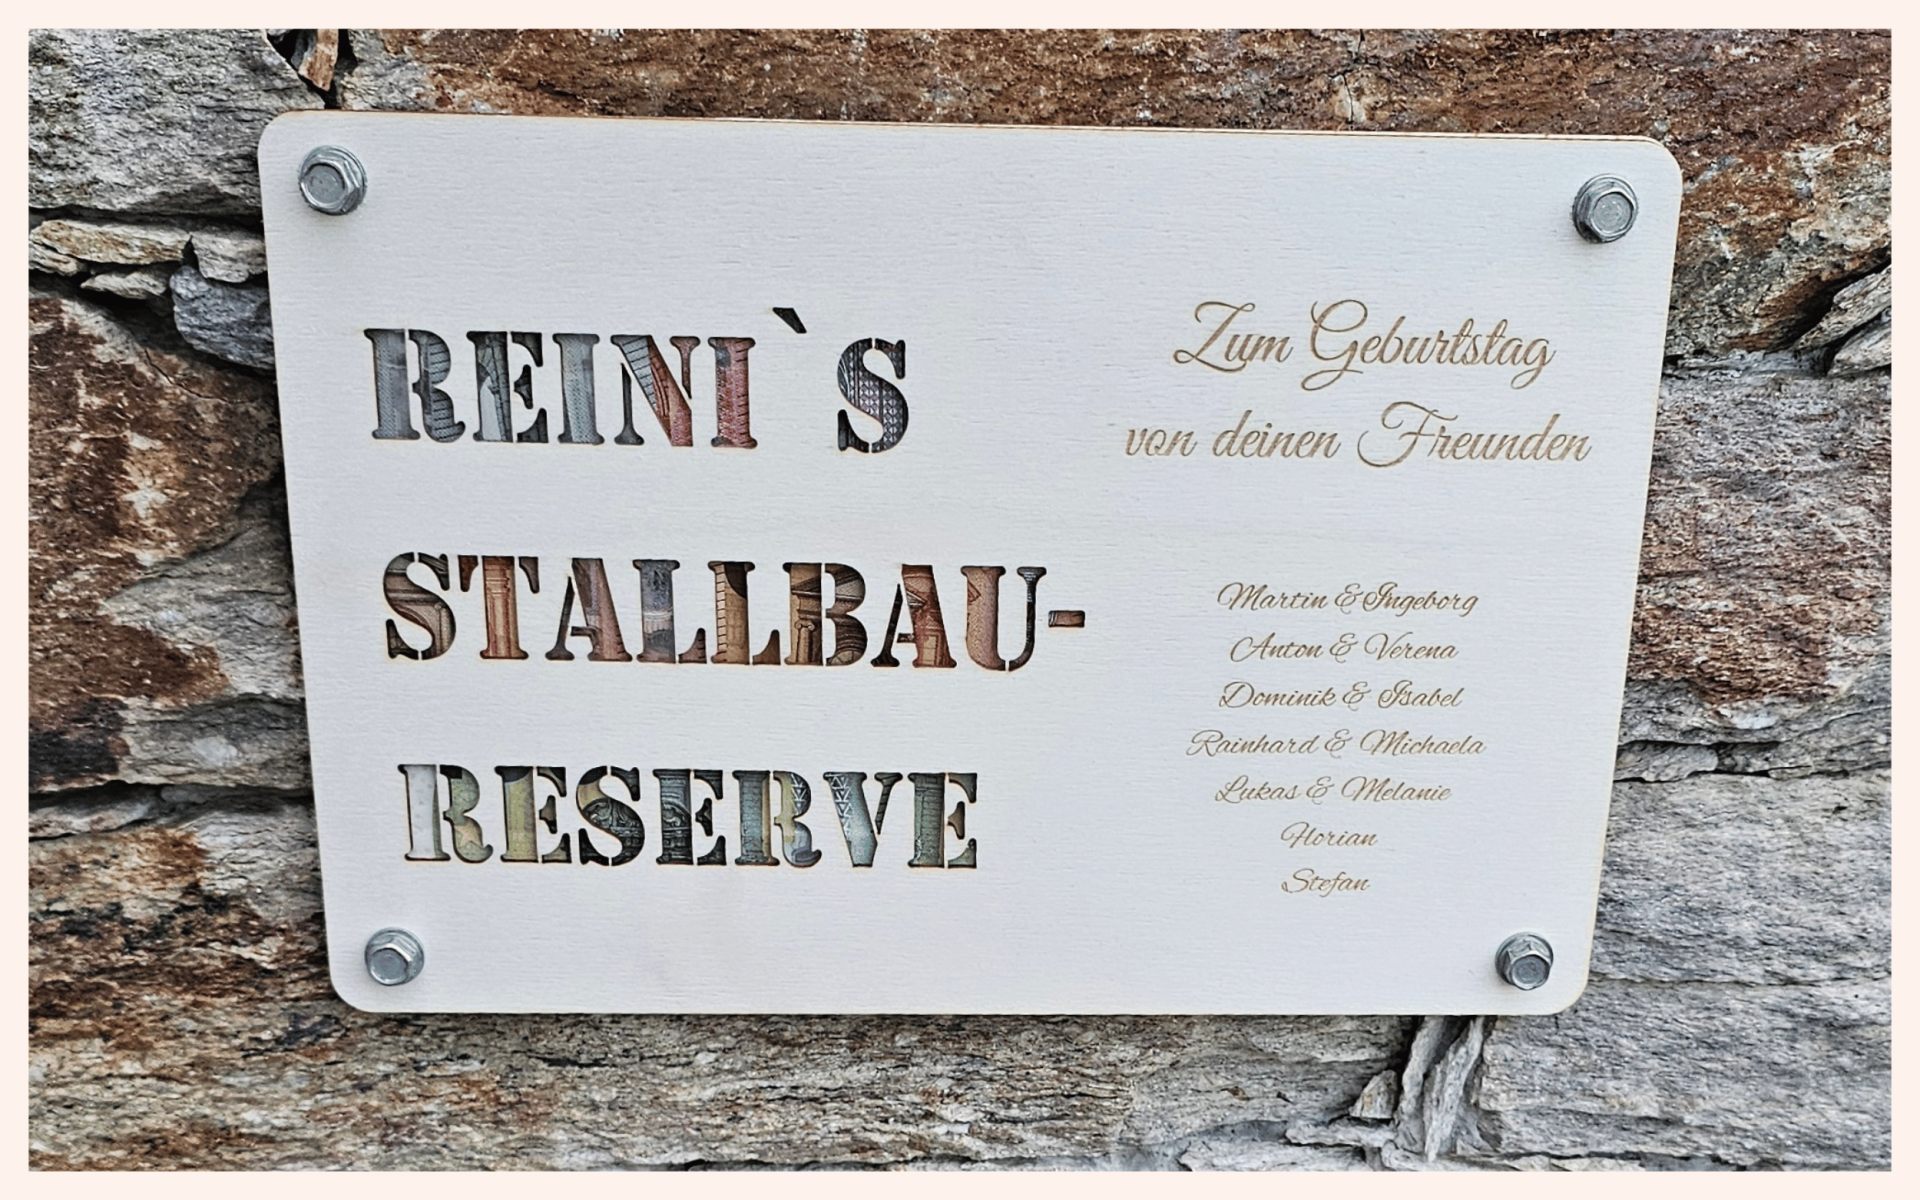 REINI`S
STALLBAU-
RESERVE
Zum Geburtstag
von deinen Freunden
Martin & Ingeborg
Anton & Verena
Dominik & Isabel
Rainhard & Michaela
Lukas & Melanie
Florian
Stefan